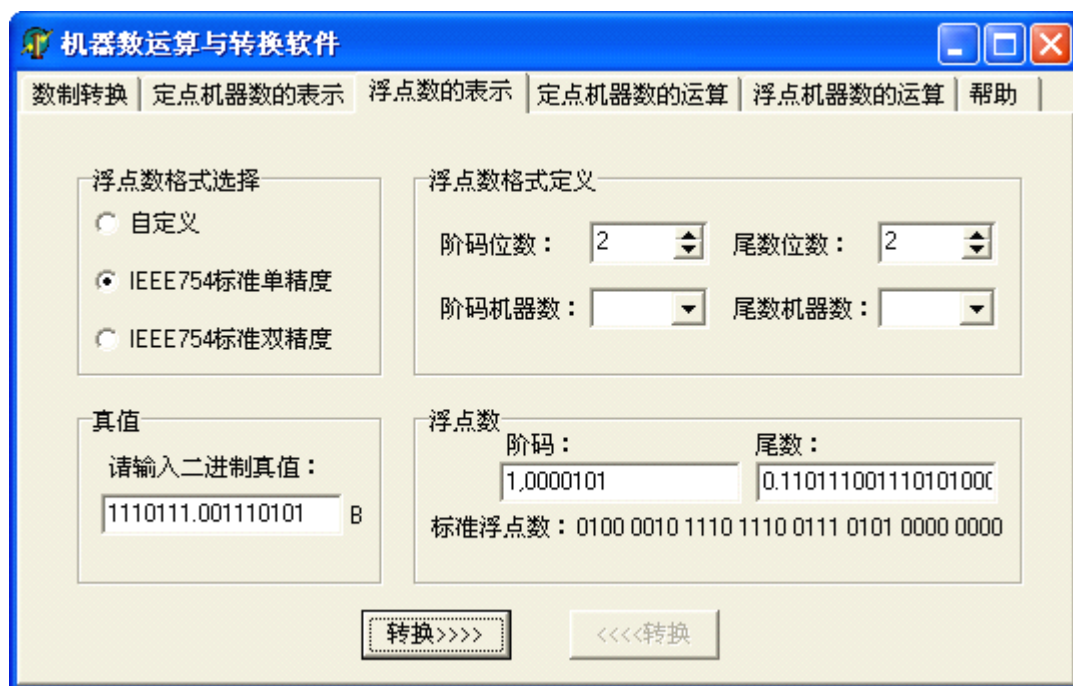 机器数运算与转换软件
数制转换 定点机器数的表示 浮点数的表示 定点机器数的运算 浮点机器数的运算 帮助
浮点数格式选择
自定义
IEEE754标准单精度
IEEE754标准双精度
浮点数格式定义
阶码位数： 2 尾数位数： 2
阶码机器数： 尾数机器数：
真值
请输入二进制真值：
1110111.001110101 B
浮点数
阶码： 尾数：
1,0000101 0.110111001110101000
标准浮点数：0100 0010 1110 1110 0111 0101 0000 0000
转换>>>> <<<<转换